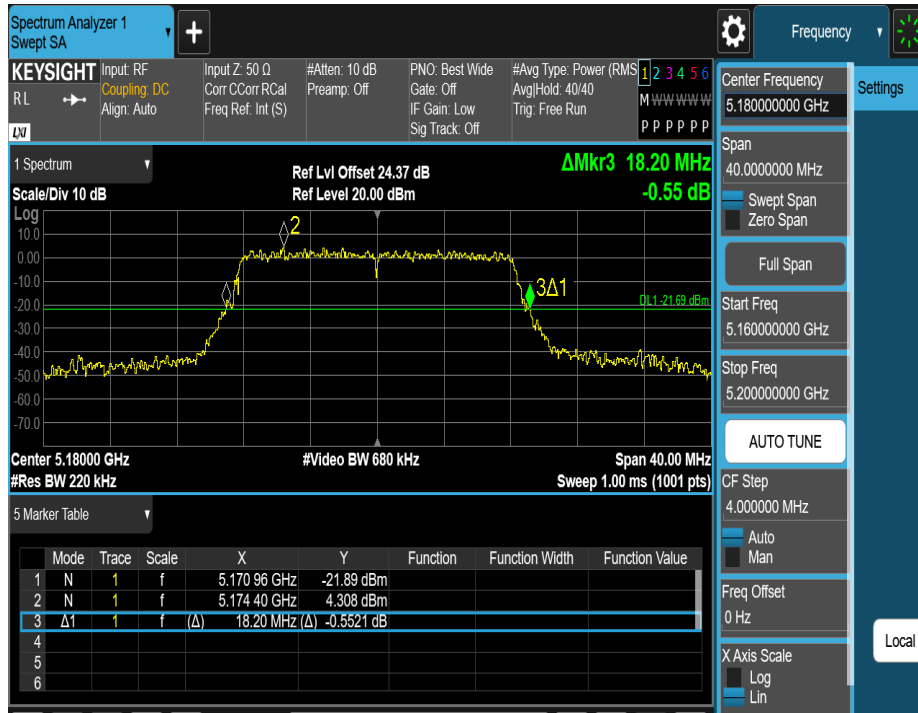 Spectrum Analyzer 1
Swept SA
+
Frequency
KEYSIGHT
RL
LXI
Input: RF
Coupling: DC
Align: Auto
Input Z: 50 Ω
Corr CCorr RCal
Freq Ref: Int (S)
#Atten: 10 dB
Preamp: Off
PNO: Best Wide
Gate: Off
IF Gain: Low
Sig Track: Off
#Avg Type: Power (RMS
Avg|Hold: 40/40
Trig: Free Run
1 2 3 4 5 6
M W W W W W
P P P P P P
1 Spectrum
Scale/Div 10 dB
Ref Lvl Offset 24.37 dB
Ref Level 20.00 dBm
ΔMkr3 18.20 MHz
-0.55 dB
Log
10.0
0.00
-10.0
-20.0
-30.0
-40.0
-50.0
-60.0
-70.0
2
1
3Δ1
DL1 -21.69 dBm
Center 5.18000 GHz
#Video BW 680 kHz
Span 40.00 MHz
#Res BW 220 kHz
Sweep 1.00 ms (1001 pts)
5 Marker Table
Mode Trace Scale X Y Function Function Width Function Value
1 N 1 f 5.170 96 GHz -21.89 dBm
2 N 1 f 5.174 40 GHz 4.308 dBm
3 Δ1 1 f (Δ) 18.20 MHz (Δ) -0.5521 dB
4
5
6
Center Frequency
5.180000000 GHz
Span
40.0000000 MHz
Swept Span
Zero Span
Full Span
Start Freq
5.160000000 GHz
Stop Freq
5.200000000 GHz
AUTO TUNE
CF Step
4.000000 MHz
Auto
Man
Freq Offset
0 Hz
X Axis Scale
Log
Lin
Settings
Local